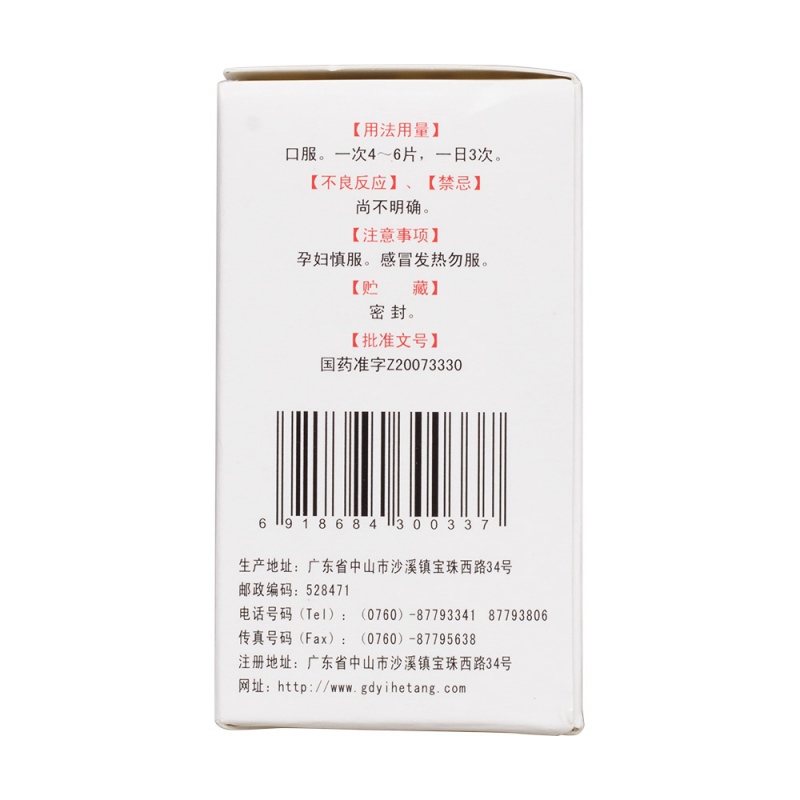 【用法用量】
口服。一次4～6片，一日3次。
【不良反应】、【禁忌】
尚不明确。
【注意事项】
孕妇慎服。感冒发热勿服。
【贮 藏】
密 封。
【批准文号】
国药准字Z20073330
6 918684 300337
生产地址：广东省中山市沙溪镇宝珠西路34号
邮政编码：528471
电话号码（Tel）：（0760）-87793341 87793806
传真号码（Fax）：（0760）-87795638
注册地址：广东省中山市沙溪镇宝珠西路34号
网址：http://www.gdyihetang.com